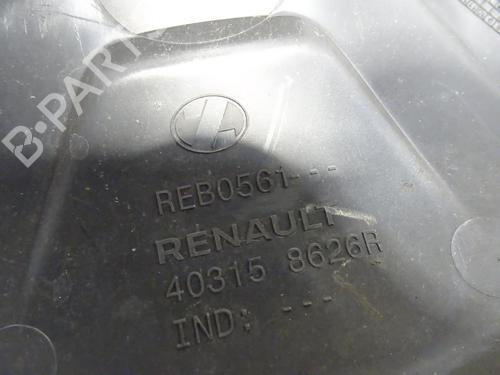 B-PARTS
REB0561---
RENAULT
40315 8626R
IND: ---